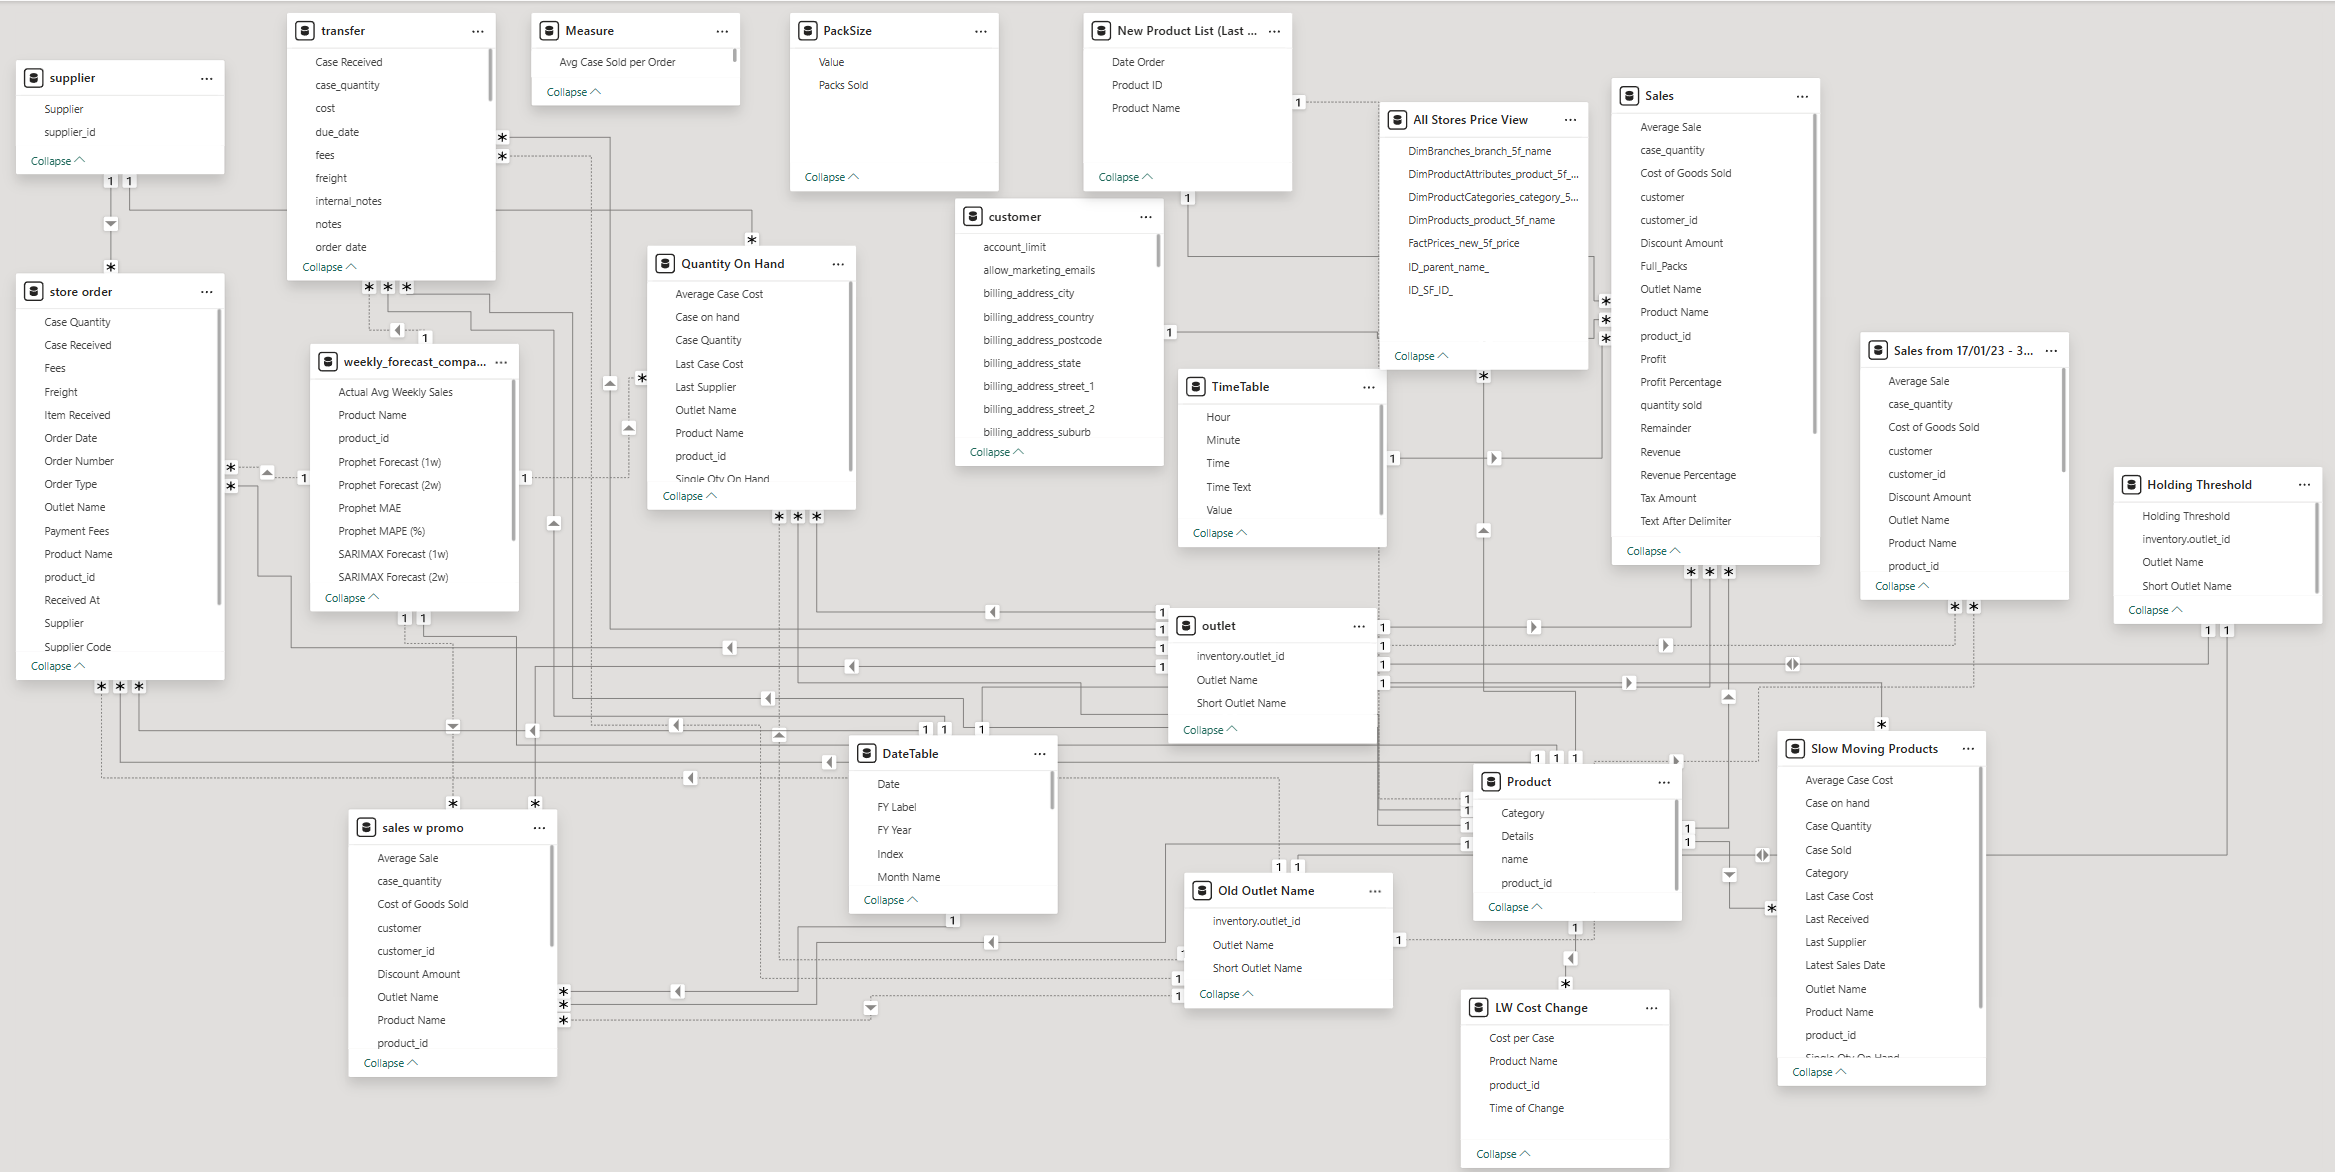 transfer
Case Received
case_quantity
cost
due_date
fees
freight
internal_notes
notes
order_date
Collapse
Measure
Avg Case Sold per Order
Collapse
PackSize
Value
Packs Sold
Collapse
New Product List (Last ...
Date Order
Product ID
Product Name
Collapse
supplier
Supplier
supplier_id
Collapse
All Stores Price View
DimBranches_branch_5f_name
DimProductAttributes_product_5f_...
DimProductCategories_category_5...
DimProducts_product_5f_name
FactPrices_new_5f_price
ID_parent_name_
ID_SF_ID_
Collapse
Sales
Average Sale
case_quantity
Cost of Goods Sold
customer
customer_id
Discount Amount
Full_Packs
Outlet Name
Product Name
product_id
Profit
Profit Percentage
quantity sold
Remainder
Revenue
Revenue Percentage
Tax Amount
Text After Delimiter
Collapse
customer
account_limit
allow_marketing_emails
billing_address_city
billing_address_country
billing_address_postcode
billing_address_state
billing_address_street_1
billing_address_street_2
billing_address_suburb
Collapse
Quantity On Hand
Average Case Cost
Case on hand
Case Quantity
Last Case Cost
Last Supplier
Outlet Name
Product Name
product_id
Single Qty On Hand
Collapse
store order
Case Quantity
Case Received
Fees
Freight
Item Received
Order Date
Order Number
Order Type
Outlet Name
Payment Fees
Product Name
product_id
Received At
Supplier
Supplier Code
Collapse
weekly_forecast_compa...
Actual Avg Weekly Sales
Product Name
product_id
Prophet Forecast (1w)
Prophet Forecast (2w)
Prophet MAE
Prophet MAPE (%)
SARIMAX Forecast (1w)
SARIMAX Forecast (2w)
Collapse
TimeTable
Hour
Minute
Time
Time Text
Value
Collapse
Sales from 17/01/23 - 3...
Average Sale
case_quantity
Cost of Goods Sold
customer
customer_id
Discount Amount
Outlet Name
Product Name
product_id
Collapse
Holding Threshold
Holding Threshold
inventory.outlet_id
Outlet Name
Short Outlet Name
Collapse
outlet
inventory.outlet_id
Outlet Name
Short Outlet Name
Collapse
DateTable
Date
FY Label
FY Year
Index
Month Name
Collapse
Product
Category
Details
name
product_id
Collapse
Slow Moving Products
Average Case Cost
Case on hand
Case Quantity
Case Sold
Category
Last Case Cost
Last Received
Last Supplier
Latest Sales Date
Outlet Name
Product Name
product_id
Single Qty On Hand
Collapse
sales w promo
Average Sale
case_quantity
Cost of Goods Sold
customer
customer_id
Discount Amount
Outlet Name
Product Name
product_id
Collapse
Old Outlet Name
inventory.outlet_id
Outlet Name
Short Outlet Name
Collapse
LW Cost Change
Cost per Case
Product Name
product_id
Time of Change
Collapse